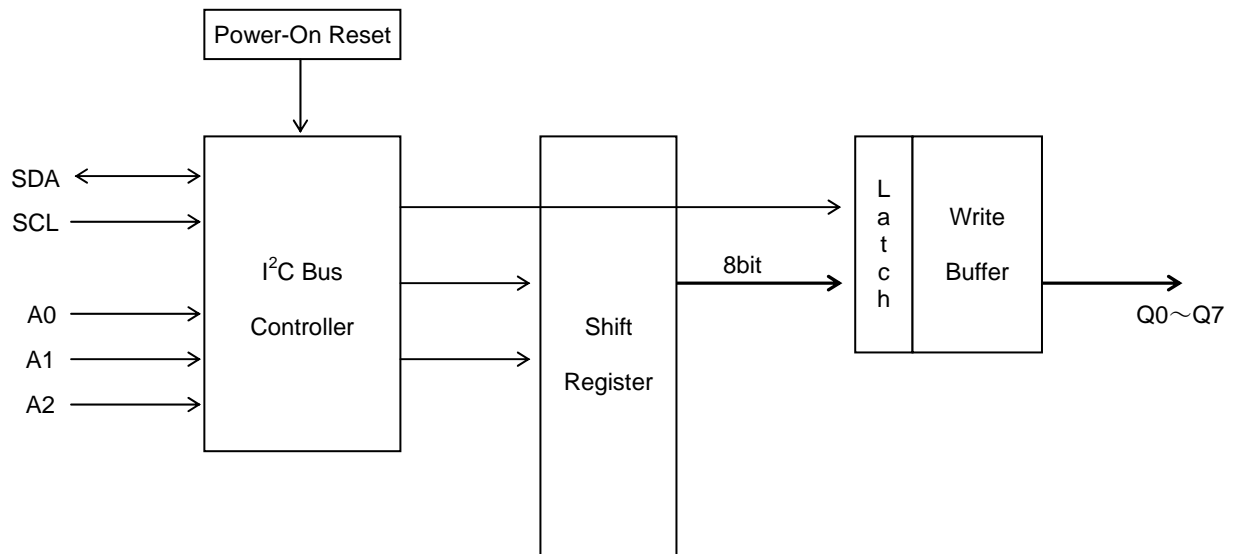 Power-On Reset
SDA
SCL
A0
A1
A2
I²C Bus
Controller
Shift
Register
8bit
L
a
t
c
h
Write
Buffer
Q0～Q7